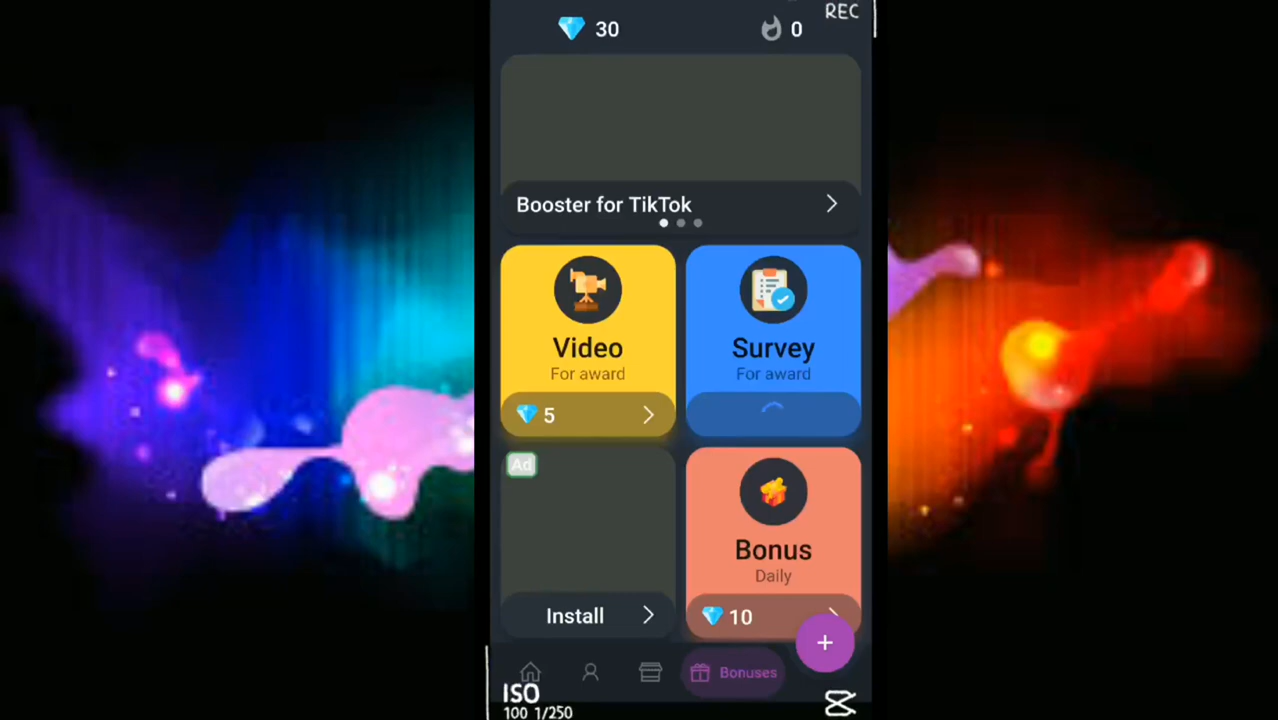 REC
30
0
Booster for TikTok
Video
For award
5
Survey
For award
Ad
Install
Bonus
Daily
10
+
Bonuses
ISO
100 1/250